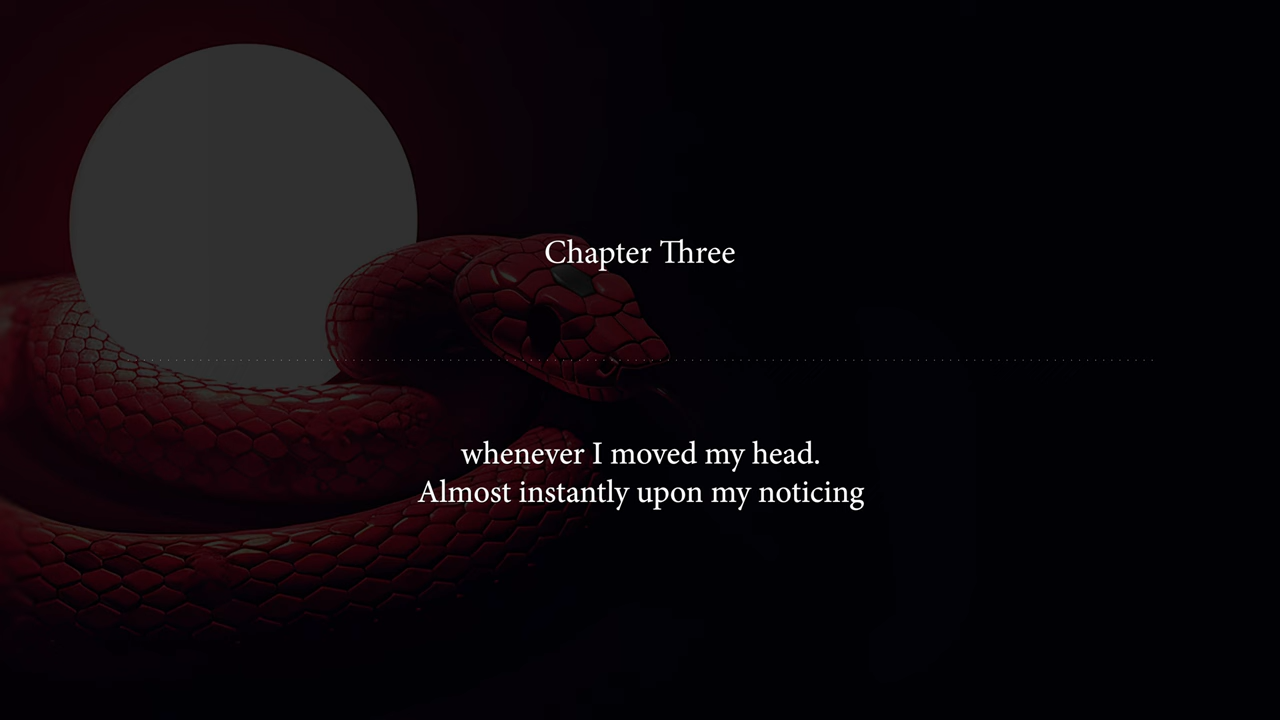 Chapter Three
whenever I moved my head.
Almost instantly upon my noticing